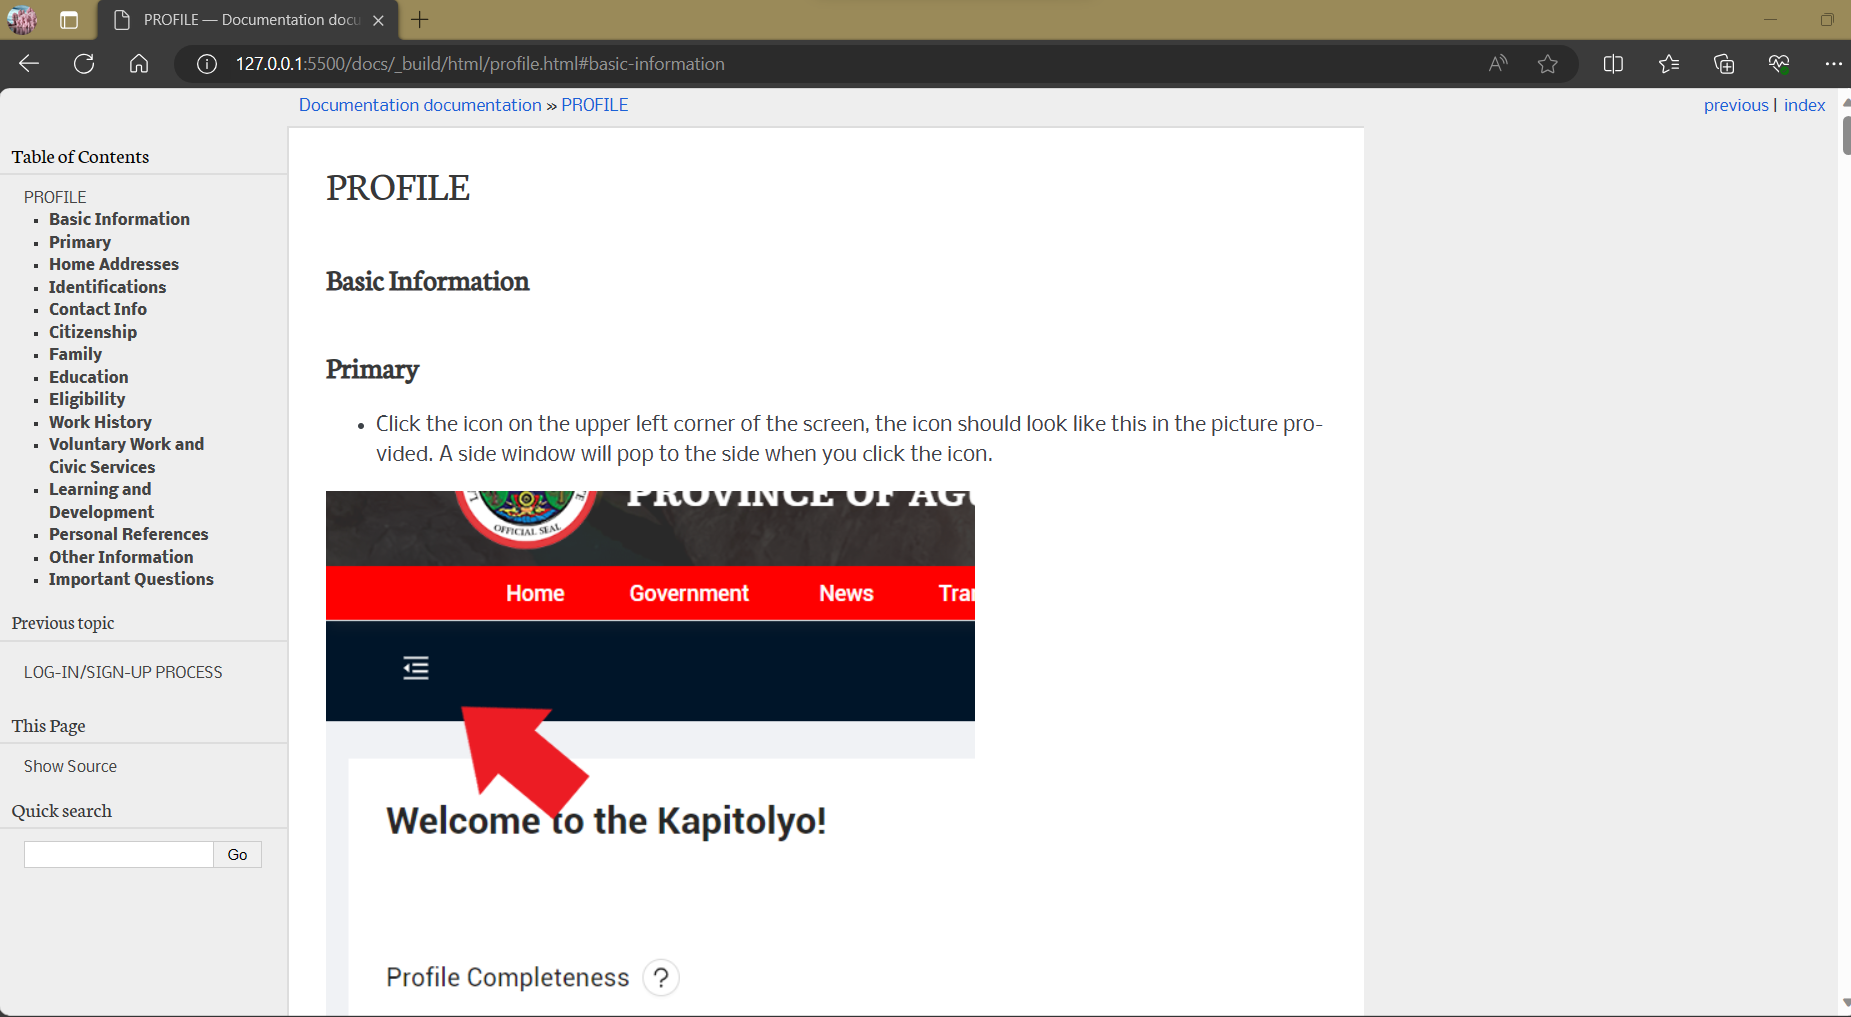 PROFILE — Documentation docu
127.0.0.1:5500/docs/_build/html/profile.html#basic-information
Documentation documentation » PROFILE
previous | index
Table of Contents
PROFILE
Basic Information
Primary
Home Addresses
Identifications
Contact Info
Citizenship
Family
Education
Eligibility
Work History
Voluntary Work and
Civic Services
Learning and
Development
Personal References
Other Information
Important Questions
Previous topic
LOG-IN/SIGN-UP PROCESS
This Page
Show Source
Quick search
Go
PROFILE
Basic Information
Primary
• Click the icon on the upper left corner of the screen, the icon should look like this in the picture pro-
vided. A side window will pop to the side when you click the icon.
PROVINCE OF AGU
OFFICIAL SEAL
Home Government News Tra
Welcome to the Kapitolyo!
Profile Completeness ?